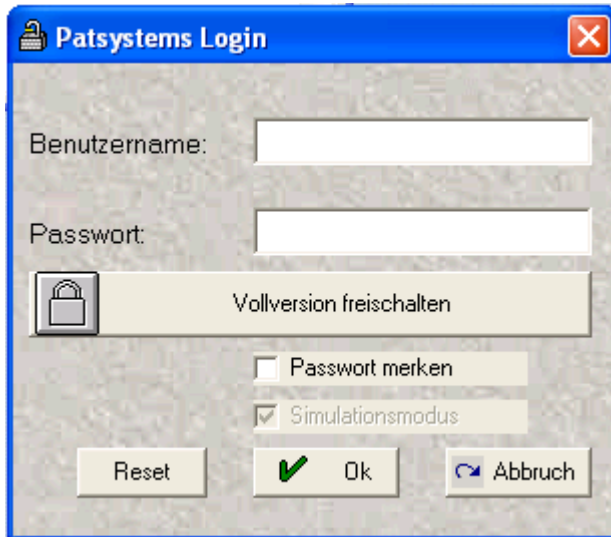 Patsystems Login
Benutzername:
Passwort:
Vollversion freischalten
Passwort merken
Simulationsmodus
Reset
Ok
Abbruch